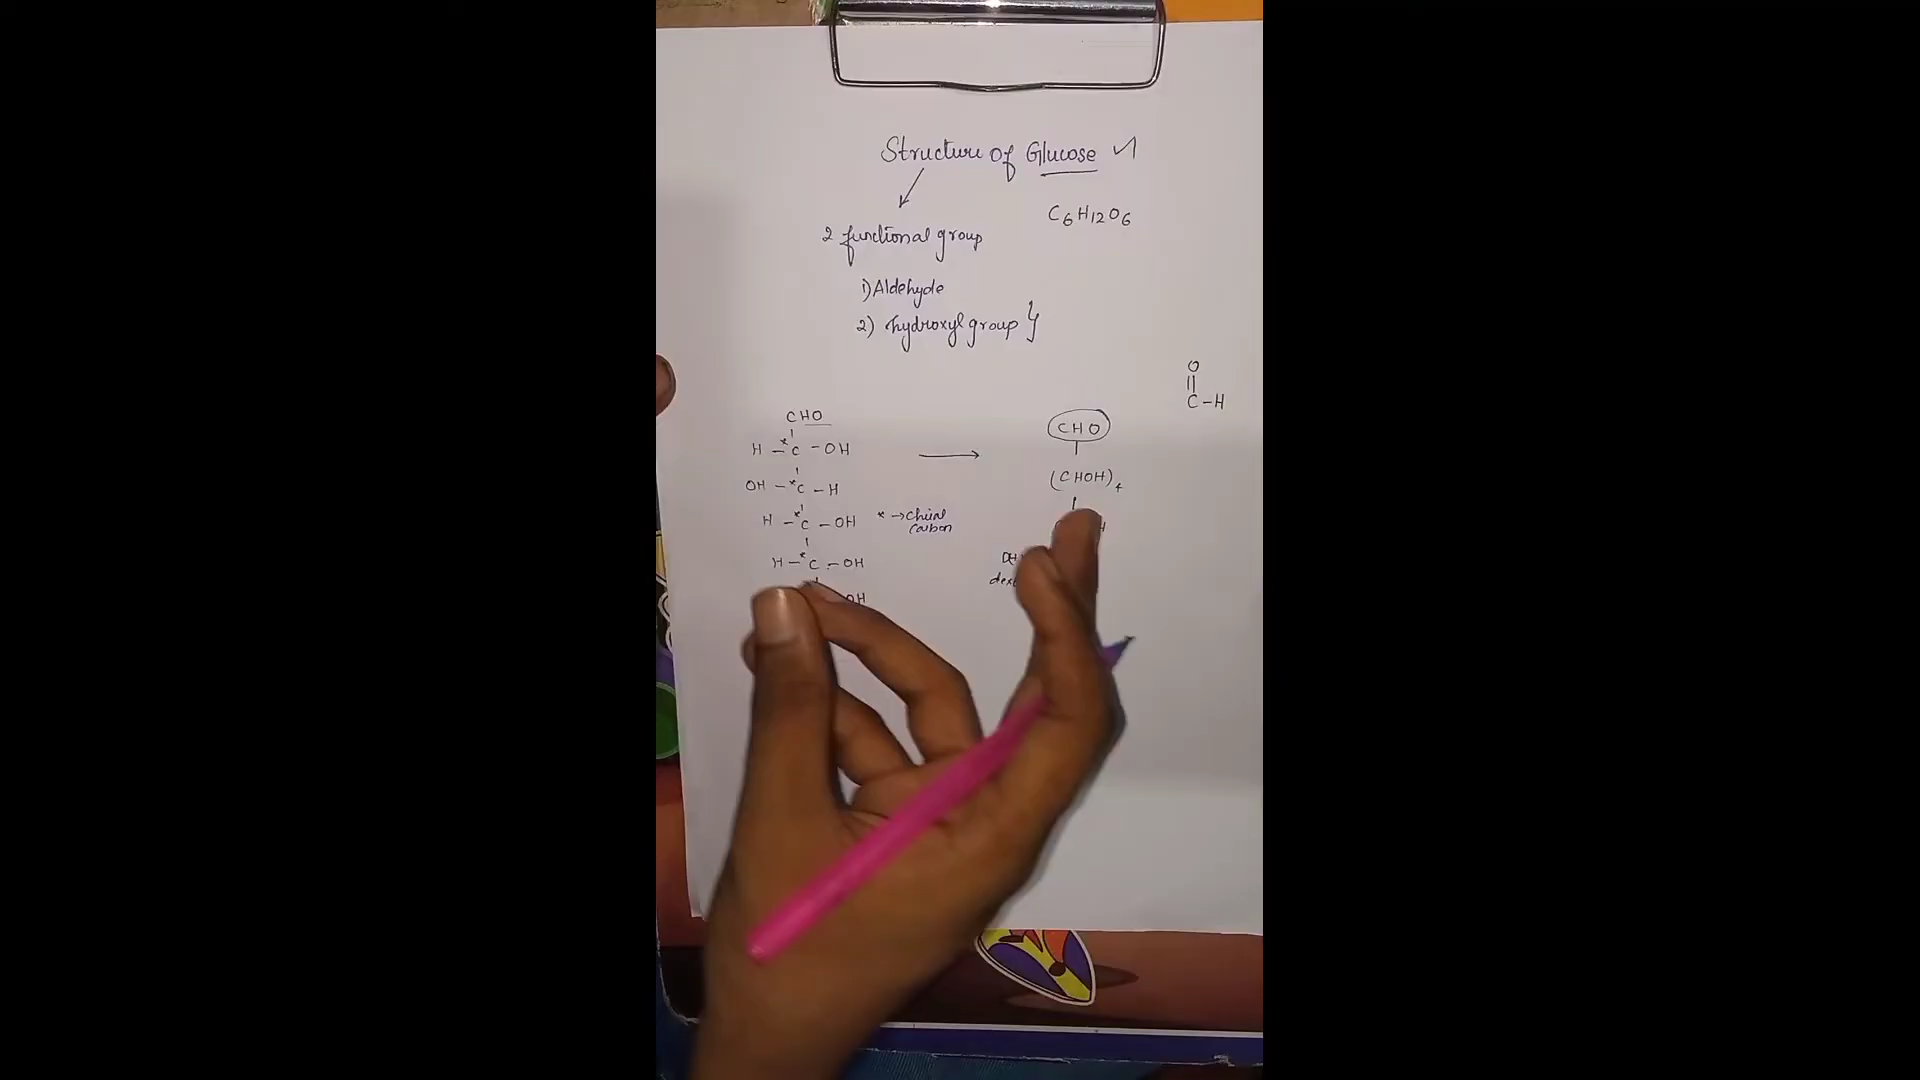 Structure of Glucose
C6H12O6
2 functional group
1) Aldehyde
2) hydroxyl group }
O
||
C-H
CHO
H - *C - OH
OH - *C - H
H - *C - OH
H - *C - OH
OH
* → Chiral
Carbon
CHO
(CHOH)4
H